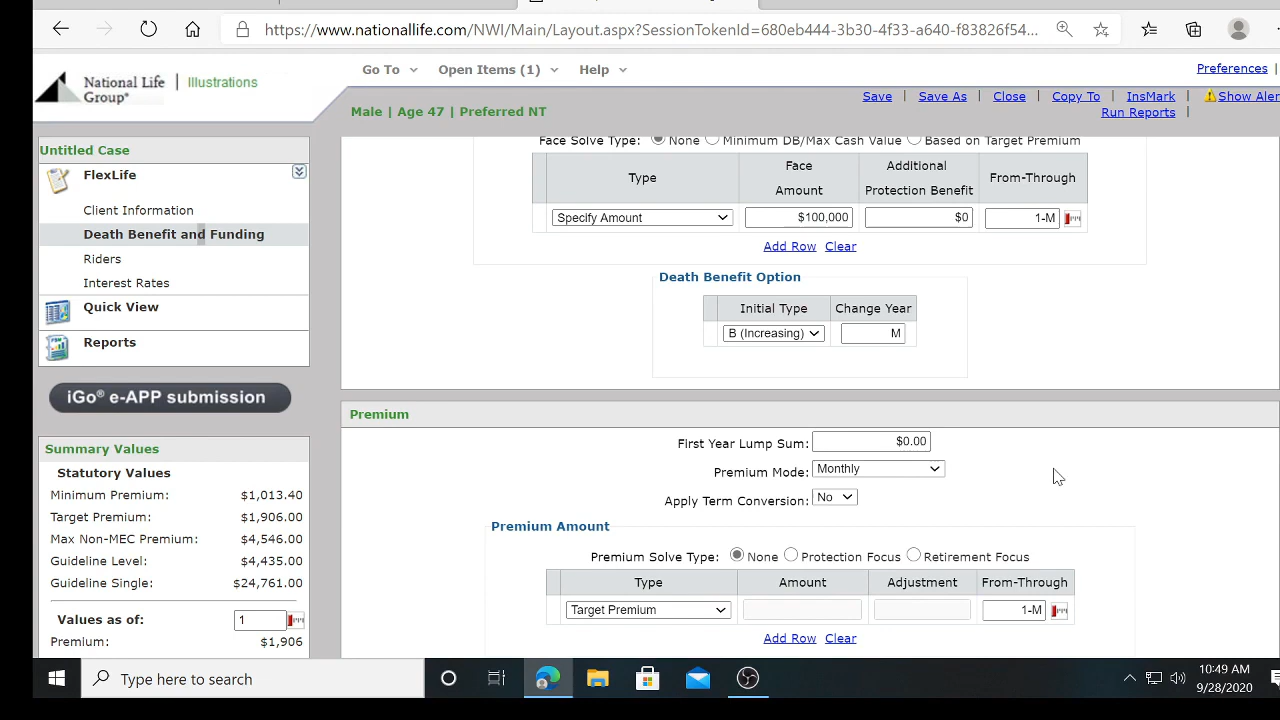 https://www.nationallife.com/NWI/Main/Layout.aspx?SessionTokenId=680eb444-3b30-4f33-a640-f83826f54...
National Life Group® | Illustrations
Go To
Open Items (1)
Help
Preferences
Male | Age 47 | Preferred NT
Save | Save As | Close | Copy To | InsMark | Show Aler
Run Reports |
Untitled Case
FlexLife
Client Information
Death Benefit and Funding
Riders
Interest Rates
Quick View
Reports
iGo® e-APP submission
Summary Values
Statutory Values
Minimum Premium: $1,013.40
Target Premium: $1,906.00
Max Non-MEC Premium: $4,546.00
Guideline Level: $4,435.00
Guideline Single: $24,761.00
Values as of: 1
Premium: $1,906
Face Solve Type: None Minimum DB/Max Cash Value Based on Target Premium
Type Face Amount Additional Protection Benefit From-Through
Specify Amount $100,000 $0 1-M
Add Row Clear
Death Benefit Option
Initial Type Change Year
B (Increasing) M
Premium
First Year Lump Sum: $0.00
Premium Mode: Monthly
Apply Term Conversion: No
Premium Amount
Premium Solve Type: None Protection Focus Retirement Focus
Type Amount Adjustment From-Through
Target Premium 1-M
Add Row Clear
Type here to search
10:49 AM
9/28/2020